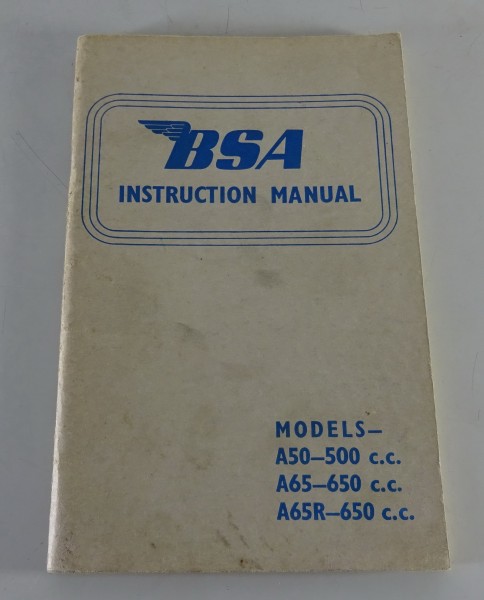 BSA
INSTRUCTION MANUAL
MODELS—
A50—500 c.c.
A65—650 c.c.
A65R—650 c.c.